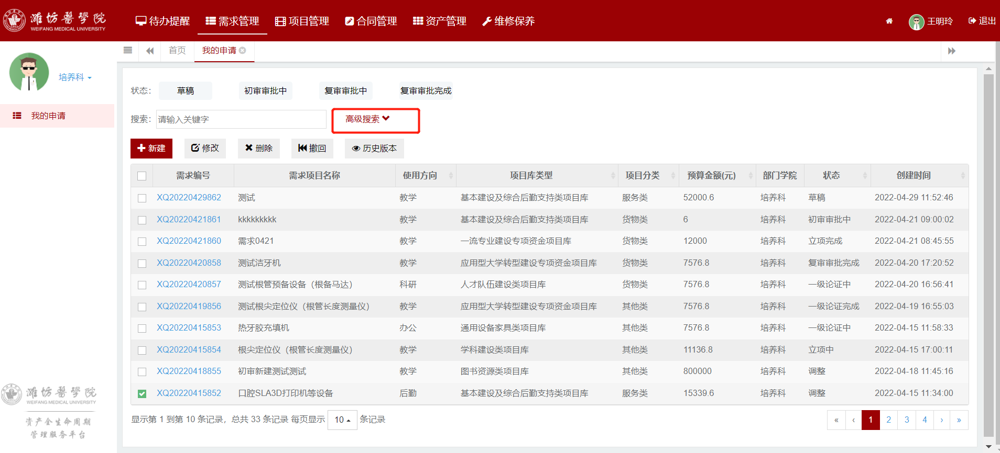 濰坊醫學院
WEIFANG MEDICAL UNIVERSITY
待办提醒 需求管理 项目管理 合同管理 资产管理 维修保养
王明玲 退出
首页 我的申请
培养科
我的申请
状态： 草稿 初审审批中 复审审批中 复审审批完成
搜索： 请输入关键字 高级搜索
新建 修改 删除 撤回 历史版本
需求编号 需求项目名称 使用方向 项目库类型 项目分类 预算金额(元) 部门学院 状态 创建时间
XQ20220429862 测试 教学 基本建设及综合后勤支持类项目库 服务类 52000.6 培养科 草稿 2022-04-29 11:52:46
XQ20220421861 kkkkkkkkk 教学 基本建设及综合后勤支持类项目库 货物类 6 培养科 初审审批中 2022-04-21 09:00:02
XQ20220421860 需求0421 教学 一流专业建设专项资金项目库 货物类 12000 培养科 立项完成 2022-04-21 08:45:55
XQ20220420858 测试洁牙机 教学 应用型大学转型建设专项资金项目库 货物类 7576.8 培养科 复审审批完成 2022-04-20 17:20:52
XQ20220420857 测试根管预备设备（根备马达） 科研 人才队伍建设类项目库 货物类 7576.8 培养科 一级论证中 2022-04-20 16:56:41
XQ20220419856 测试根尖定位仪（根管长度测量仪） 教学 应用型大学转型建设专项资金项目库 其他类 7576.8 培养科 一级论证完成 2022-04-19 16:55:03
XQ20220415853 热牙胶充填机 办公 通用设备家具类项目库 其他类 7576.8 培养科 一级论证中 2022-04-15 11:58:33
XQ20220415854 根尖定位仪（根管长度测量仪） 教学 学科建设类项目库 其他类 11136.8 培养科 立项中 2022-04-15 17:00:11
XQ20220418855 初审新建测试测试 教学 图书资源类项目库 其他类 800000 培养科 调整 2022-04-18 11:45:16
XQ20220415852 口腔SLA3D打印机等设备 后勤 基本建设及综合后勤支持类项目库 服务类 15339.6 培养科 调整 2022-04-15 11:34:00
显示第 1 到第 10 条记录，总共 33 条记录 每页显示 10 条记录
« ‹ 1 2 3 4 › »
濰坊醫學院
WEIFANG MEDICAL UNIVERSITY
资产全生命周期
管理服务平台